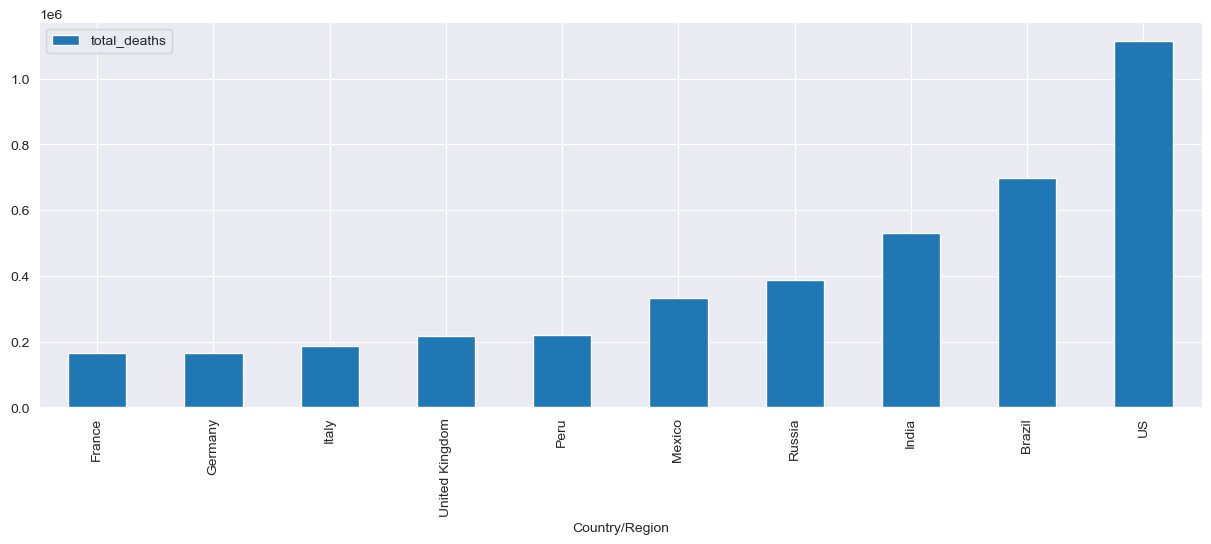 1e6
total_deaths
1.0
0.8
0.6
0.4
0.2
0.0
France
Germany
Italy
United Kingdom
Peru
Mexico
Russia
India
Brazil
US
Country/Region